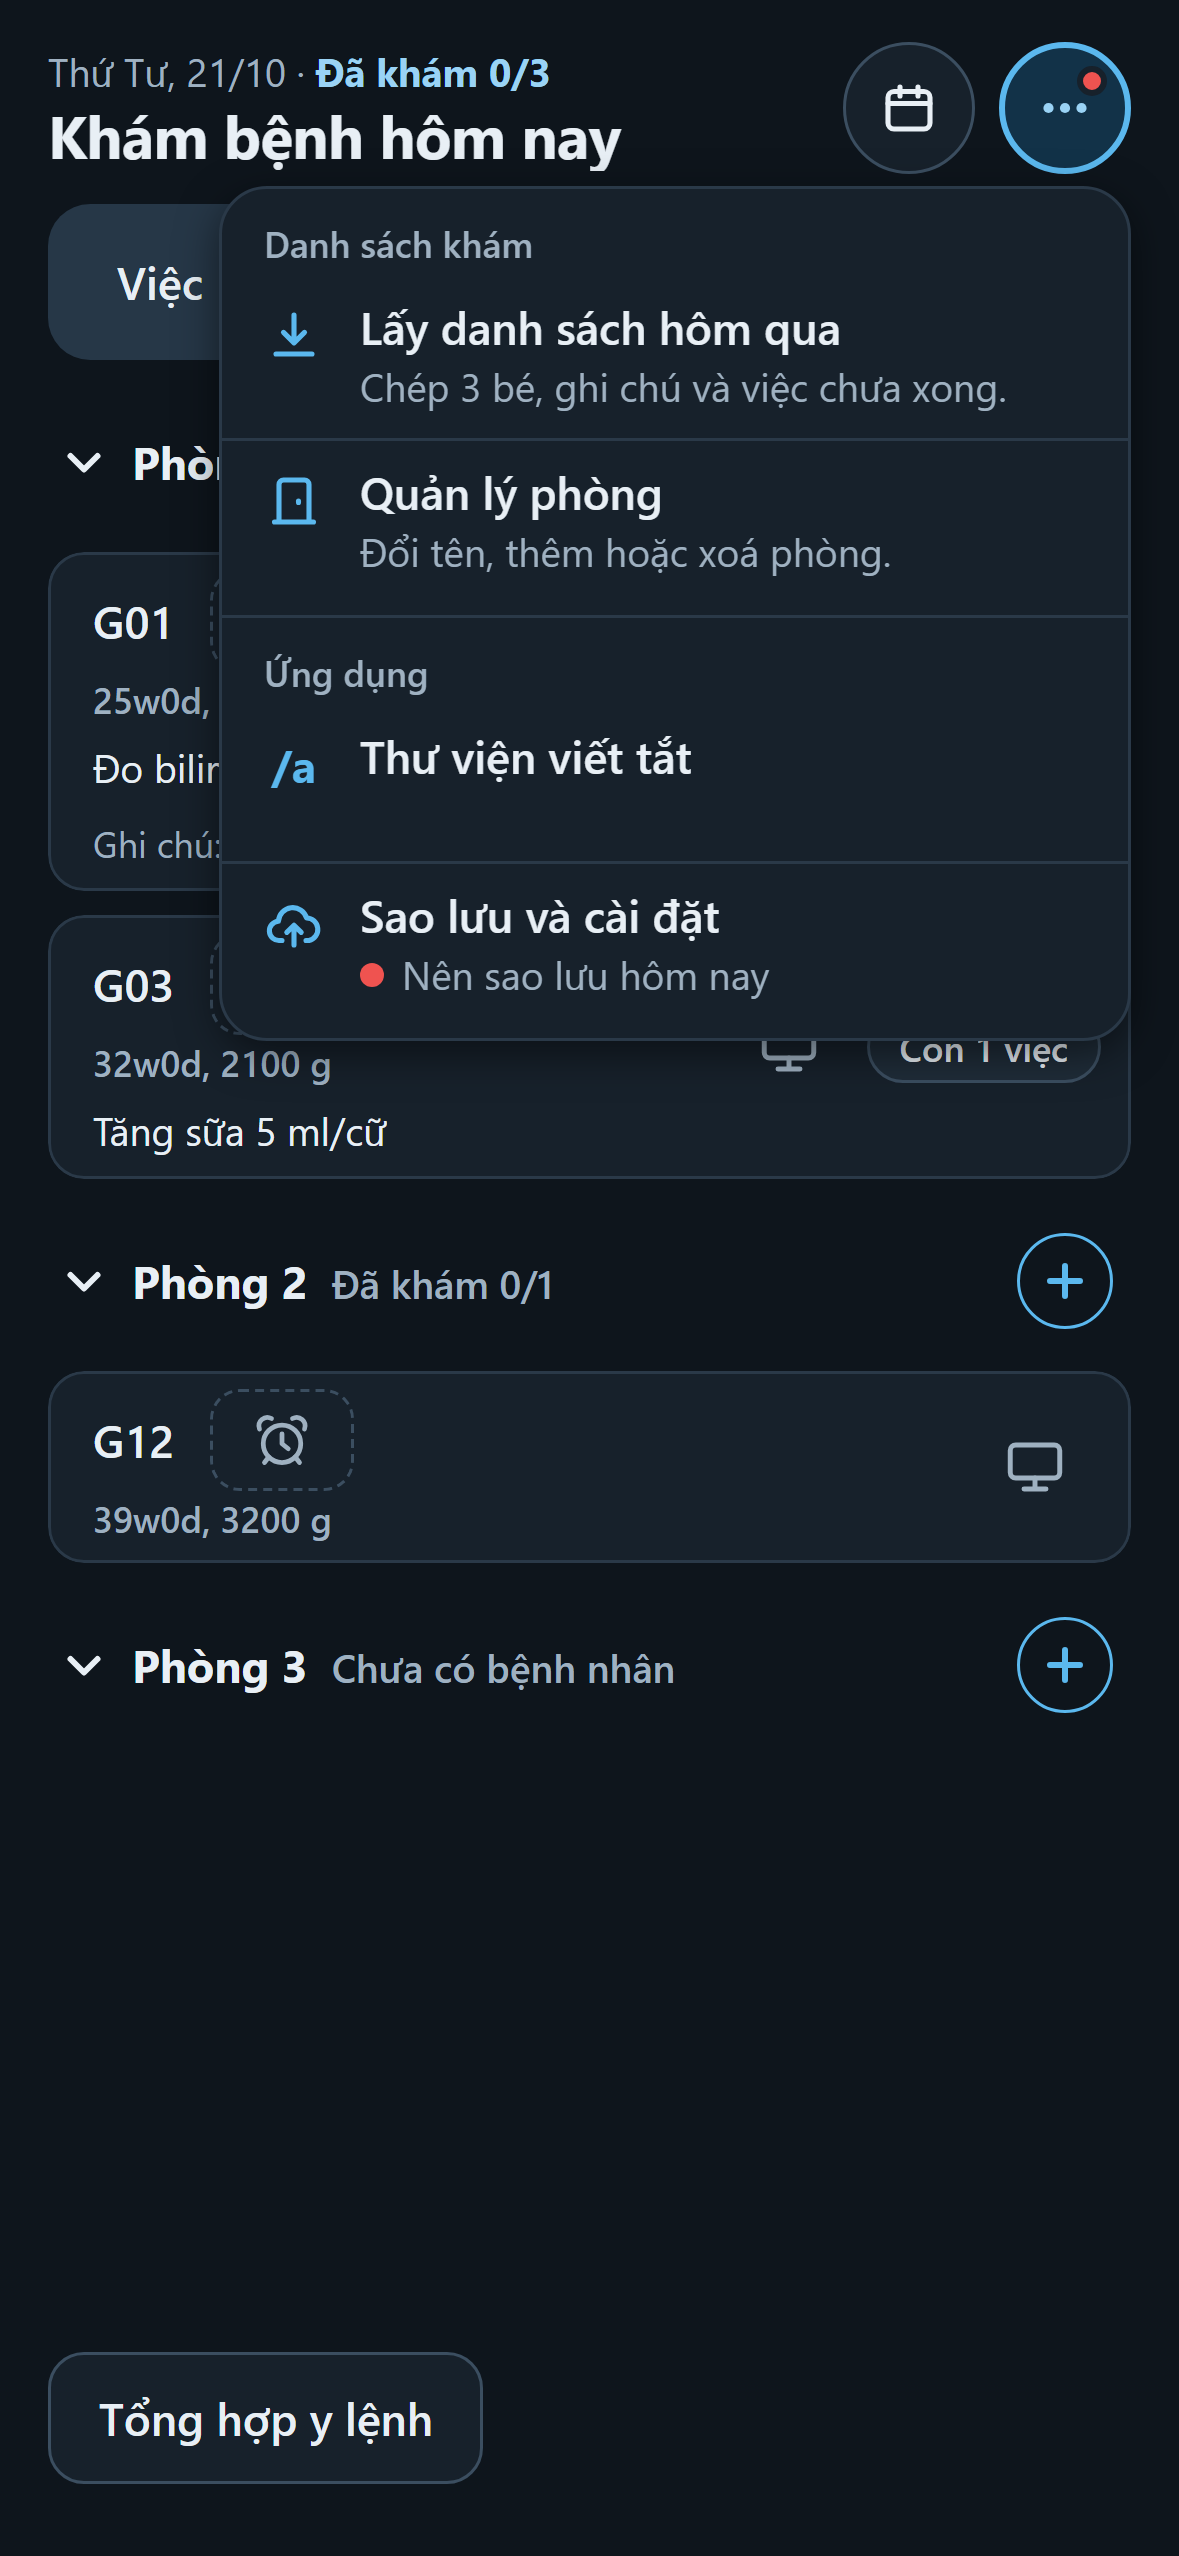 Thứ Tư, 21/10 · Đã khám 0/3
Khám bệnh hôm nay
Việc
Danh sách khám
Lấy danh sách hôm qua
Chép 3 bé, ghi chú và việc chưa xong.
Quản lý phòng
Đổi tên, thêm hoặc xoá phòng.
Ứng dụng
/a Thư viện viết tắt
Sao lưu và cài đặt
Nên sao lưu hôm nay
G01
25w0d,
Đo
Ghi chú:
G03
32w0d, 2100 g
Còn 1 việc
Tăng sữa 5 ml/cữ
Phòng 2 Đã khám 0/1
G12
39w0d, 3200 g
Phòng 3 Chưa có bệnh nhân
Tổng hợp y lệnh